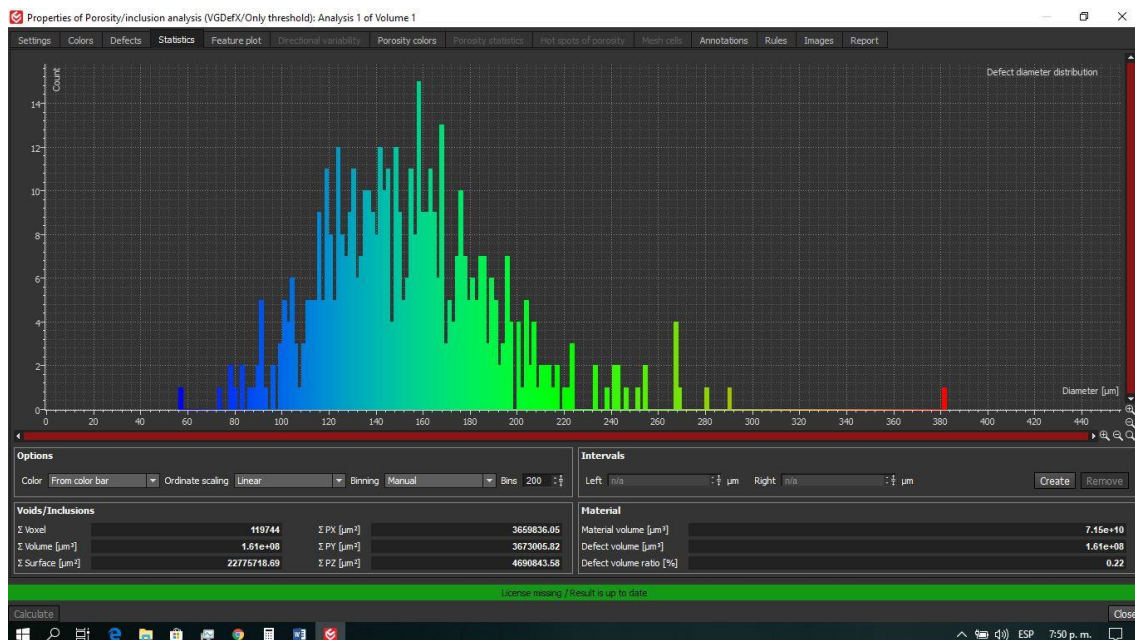 Properties of Porosity/inclusion analysis (VGDefX/Only threshold): Analysis 1 of Volume 1
Settings Colors Defects Statistics Feature plot Directional variability Porosity colors Porosity statistics Hot spots of porosity Mesh cells Annotations Rules Images Report
Count
Defect diameter distribution
14
12
10
8
6
4
2
0
Diameter [µm]
0 20 40 60 80 100 120 140 160 180 200 220 240 260 280 300 320 340 360 380 400 420 440
Options
Color From color bar Ordinate scaling Linear Binning Manual Bins 200
Intervals
Left n/a µm Right n/a µm Create Remove
Voids/Inclusions
Σ Voxel 119744 Σ PX [µm²] 3659836.05
Σ Volume [µm³] 1.61e+08 Σ PY [µm²] 3673005.82
Σ Surface [µm²] 22775718.69 Σ PZ [µm²] 4690843.58
Material
Material volume [µm³] 7.15e+10
Defect volume [µm³] 1.61e+08
Defect volume ratio [%] 0.22
License missing / Result is up to date
Calculate Close
ESP 7:50 p. m.